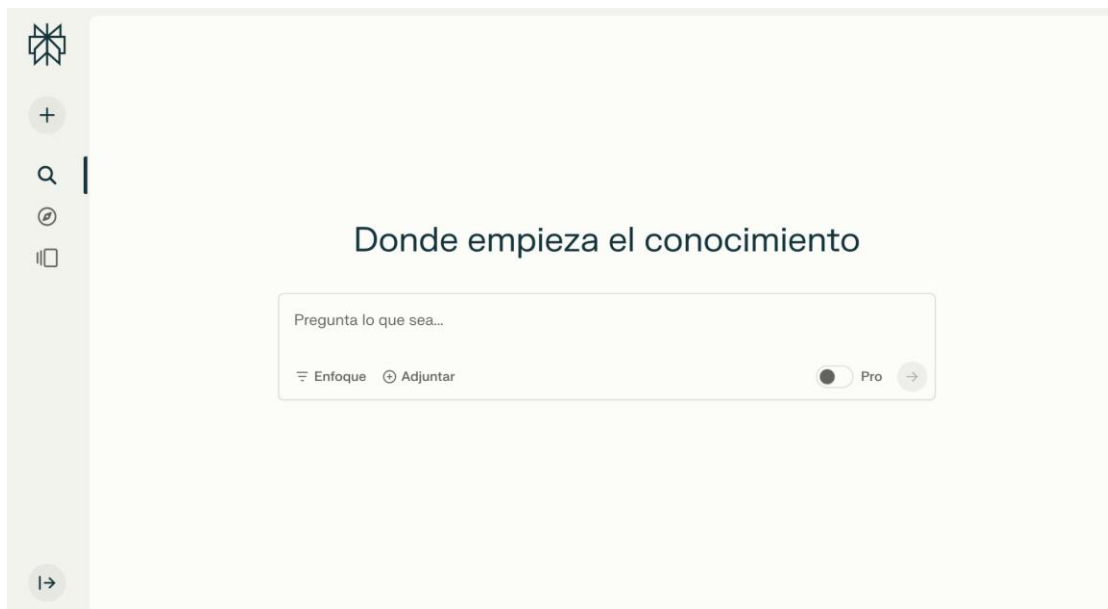 Donde empieza el conocimiento
Pregunta lo que sea...
Enfoque Adjuntar Pro